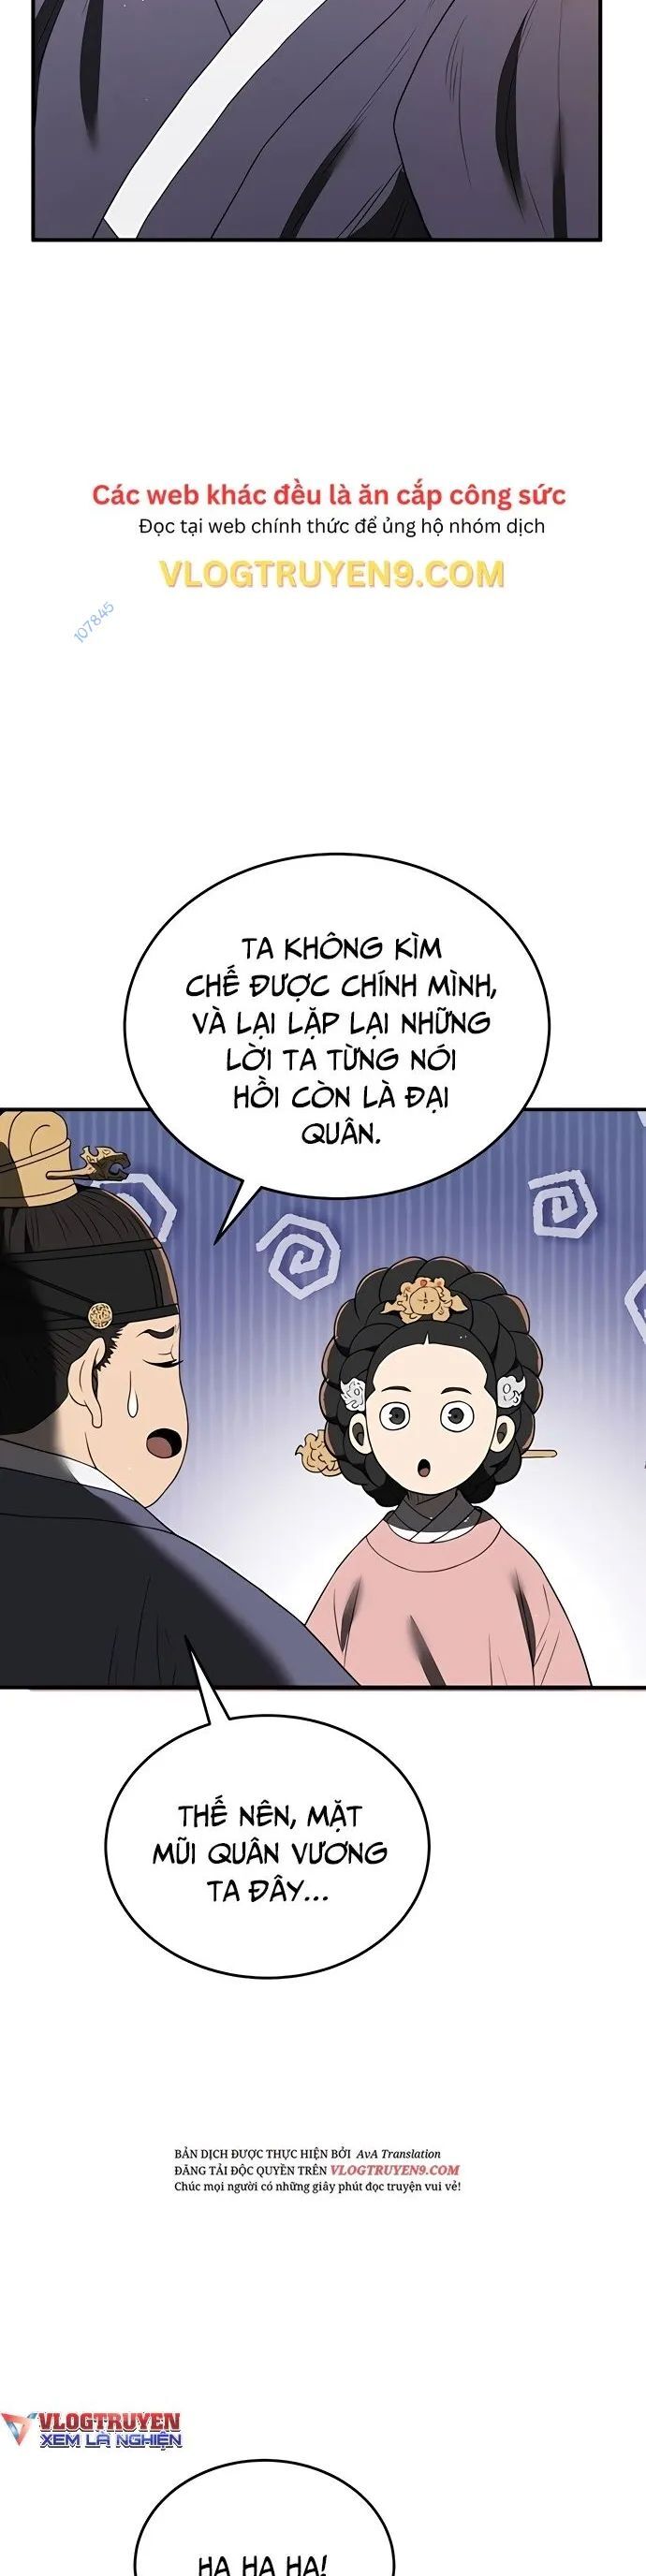 Các web khác đều là ăn cắp công sức
Đọc tại web chính thức để ủng hộ nhóm dịch
VLOGTRUYEN9.COM
107845
TA KHÔNG KÌM
CHẾ ĐƯỢC CHÍNH MÌNH,
VÀ LẠI LẶP LẠI NHỮNG
LỜI TA TỪNG NÓI
HỒI CÒN LÀ ĐẠI
QUÂN.
THẾ NÊN, MẶT
MŨI QUÂN VƯƠNG
TA ĐÂY...
BẢN DỊCH ĐƯỢC THỰC HIỆN BỞI AvA Translation
ĐĂNG TẢI ĐỘC QUYỀN TRÊN VLOGTRUYEN9.COM
Chúc mọi người có những giây phút đọc truyện vui vẻ!
VLOGTRUYEN
XEM LÀ NGHIỆN
HA HA HA!